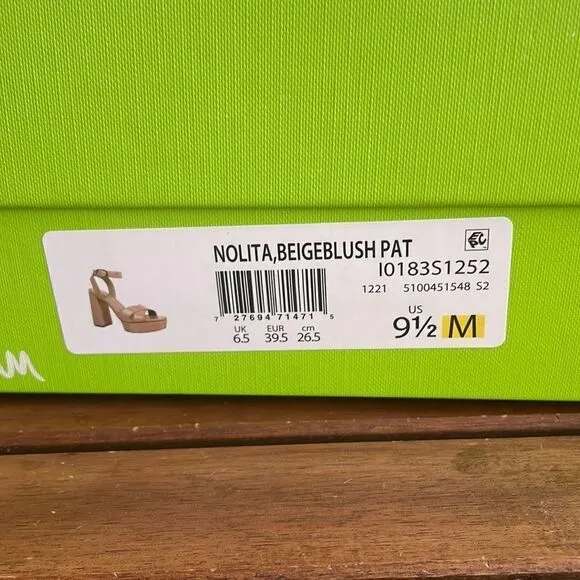 NOLITA,BEIGEBLUSH PAT
I0183S1252
7 27694 71471 5
1221 5100451548 S2
UK EUR cm
6.5 39.5 26.5
US
9½ M